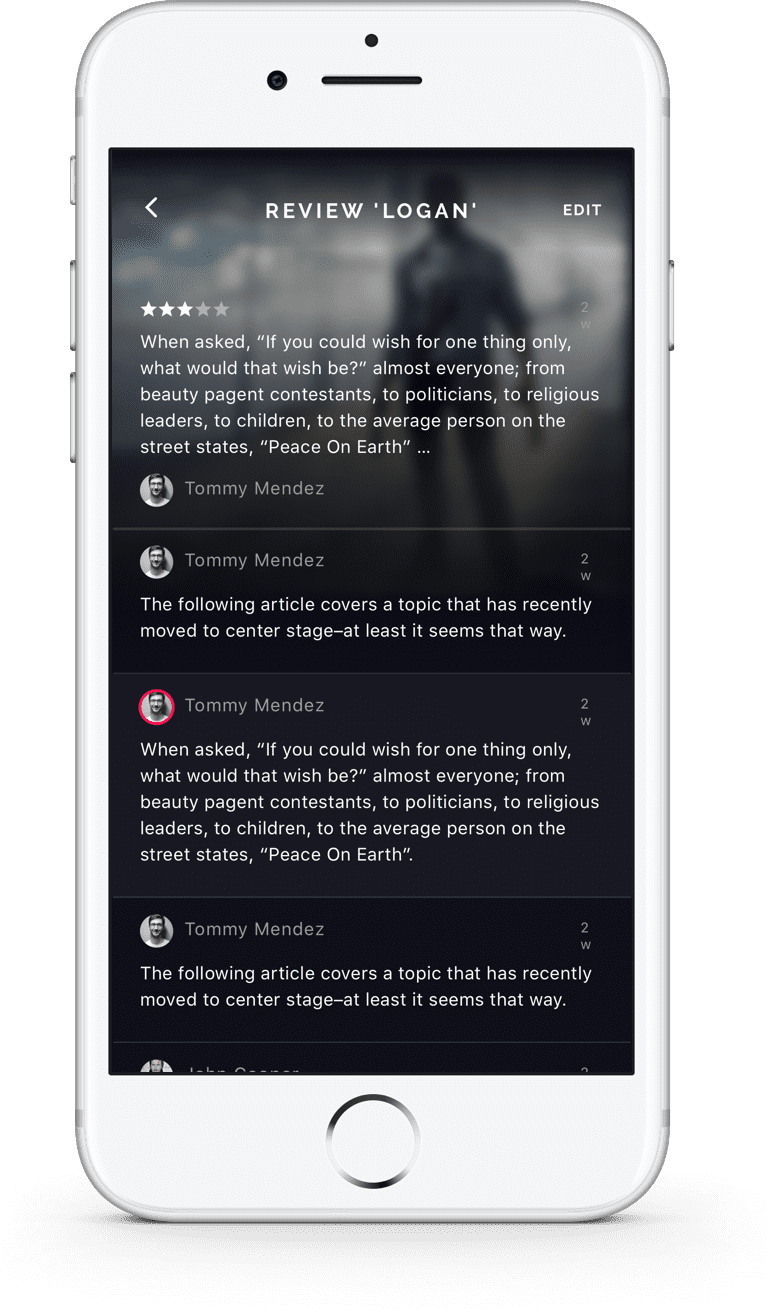 REVIEW 'LOGAN'
EDIT
2
w
When asked, “If you could wish for one thing only,
what would that wish be?” almost everyone; from
beauty pagent contestants, to politicians, to religious
leaders, to children, to the average person on the
street states, “Peace On Earth” ...
Tommy Mendez
Tommy Mendez
2
w
The following article covers a topic that has recently
moved to center stage–at least it seems that way.
Tommy Mendez
2
w
When asked, “If you could wish for one thing only,
what would that wish be?” almost everyone; from
beauty pagent contestants, to politicians, to religious
leaders, to children, to the average person on the
street states, “Peace On Earth”.
Tommy Mendez
2
w
The following article covers a topic that has recently
moved to center stage–at least it seems that way.
John Cooper
2